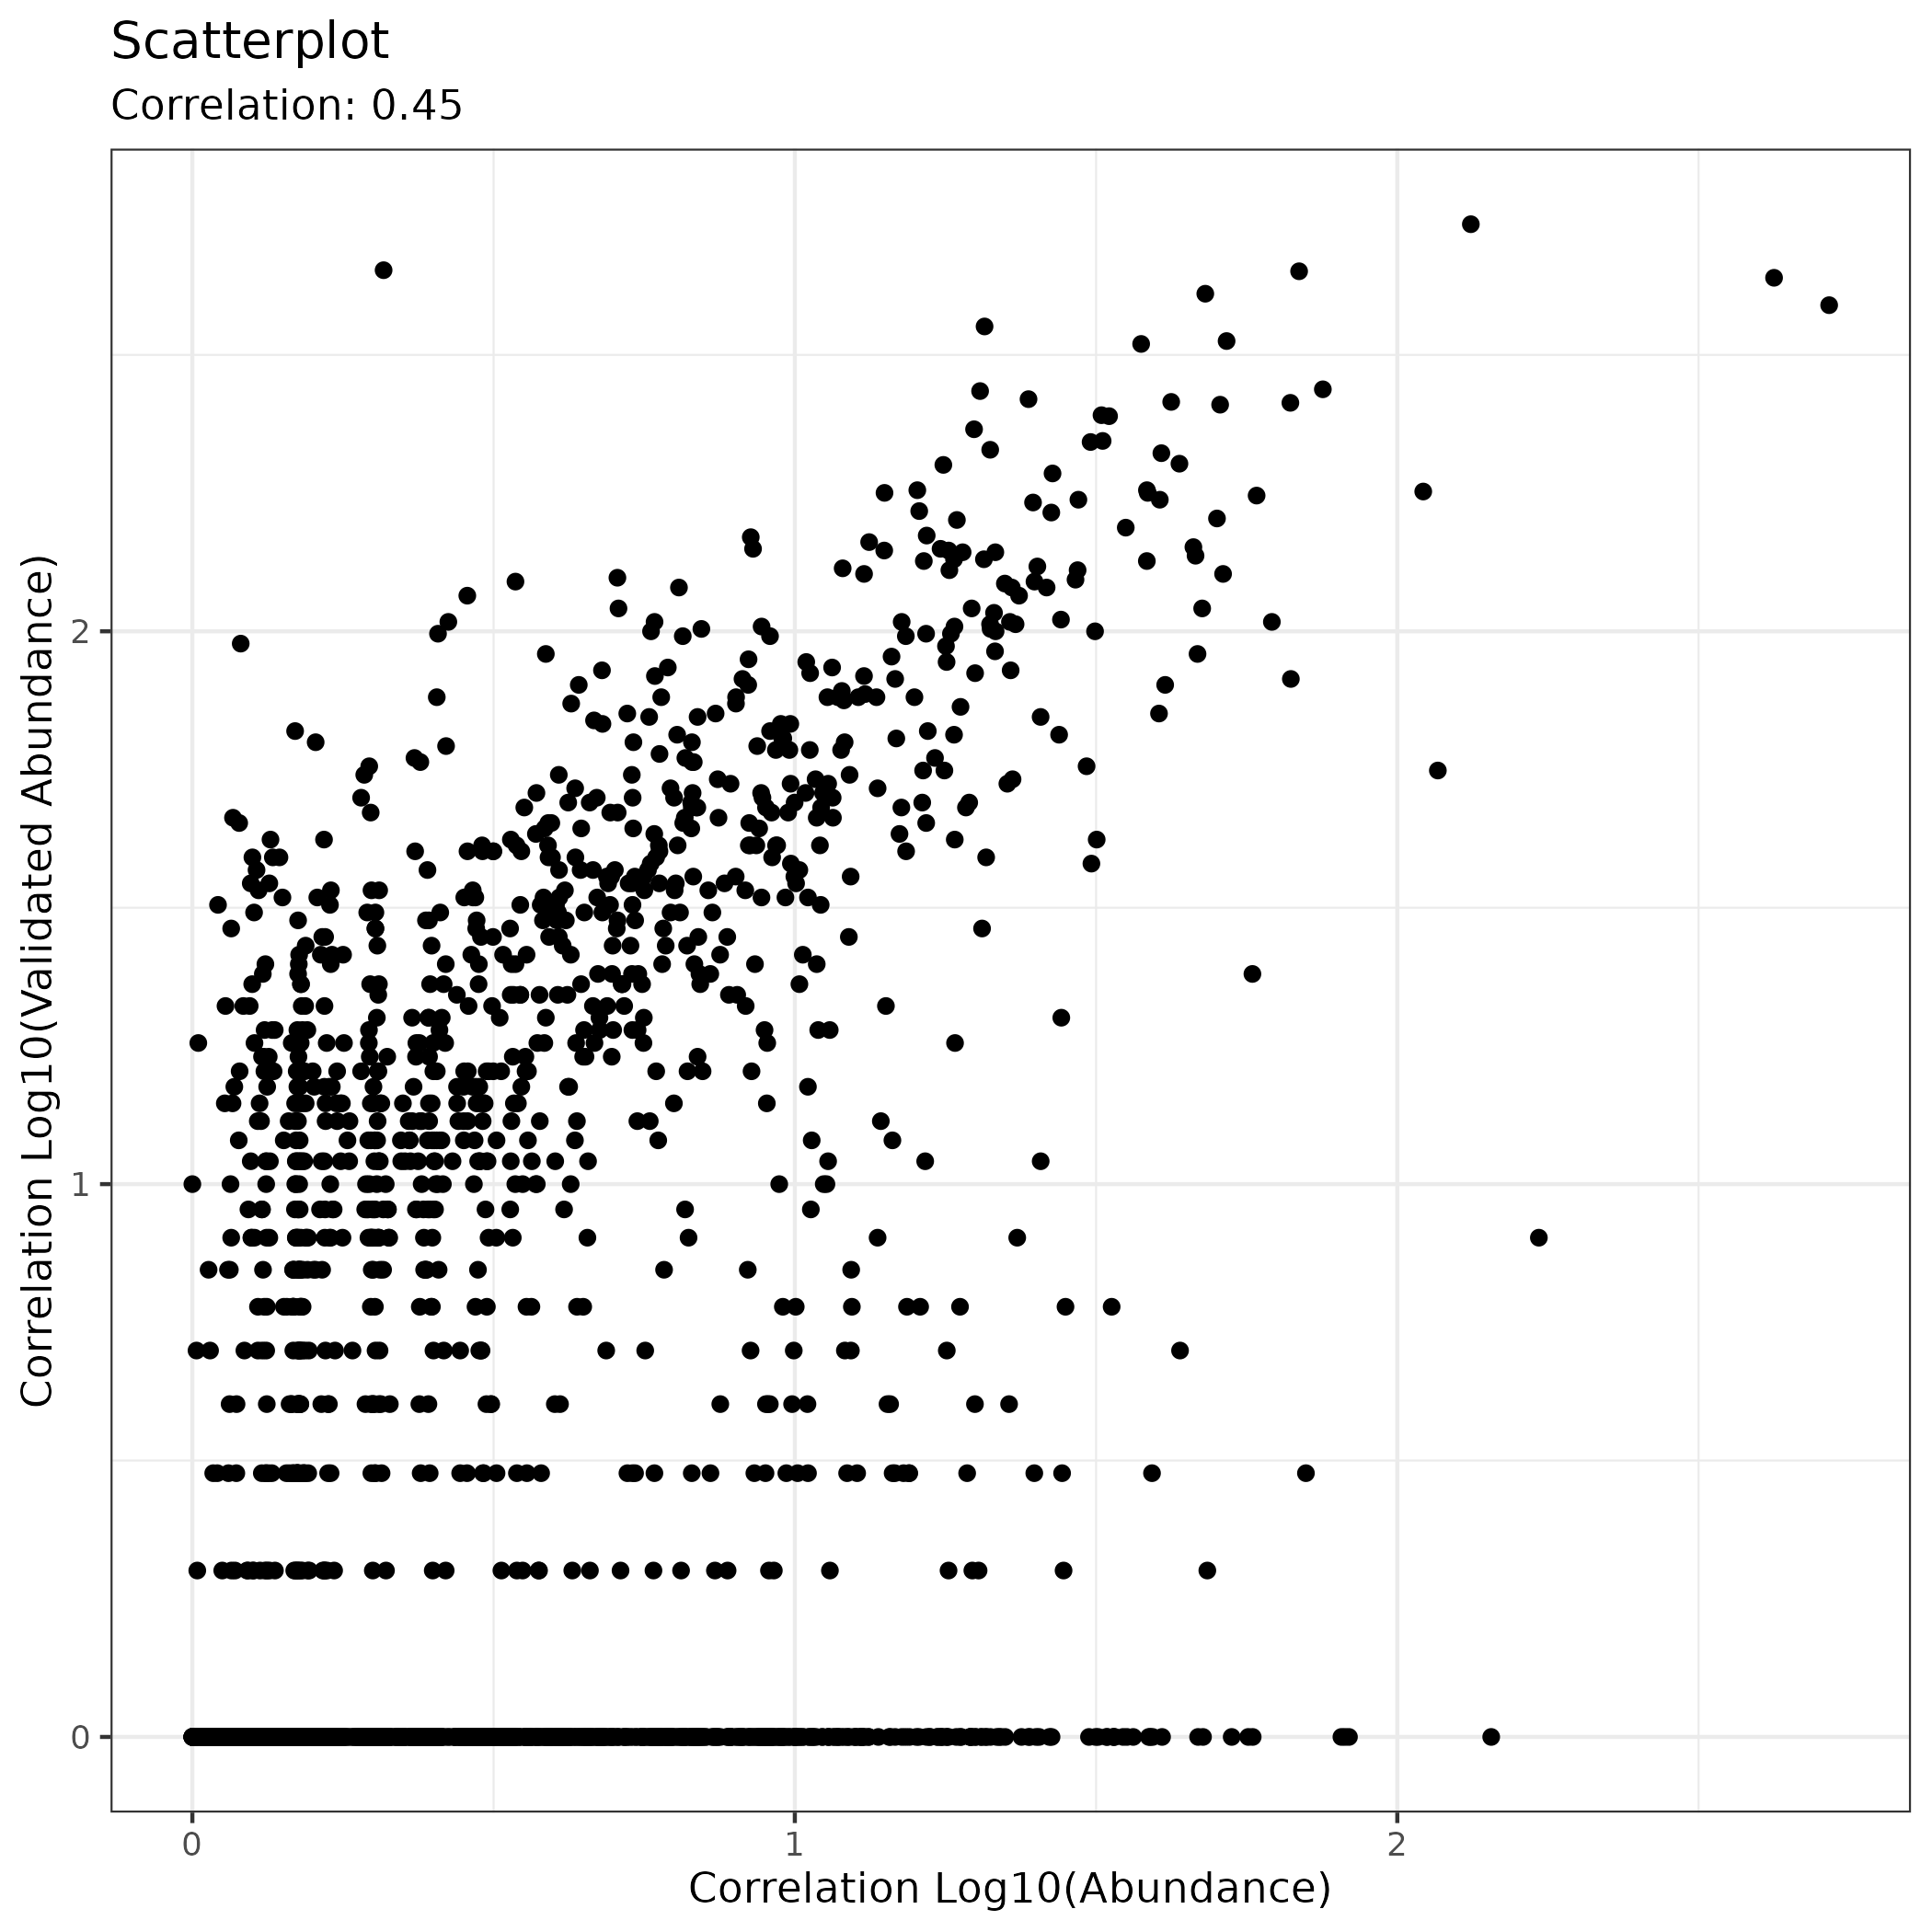 Scatterplot
Correlation: 0.45
Correlation Log10(Validated Abundance)
2
1
0
0
1
2
Correlation Log10(Abundance)